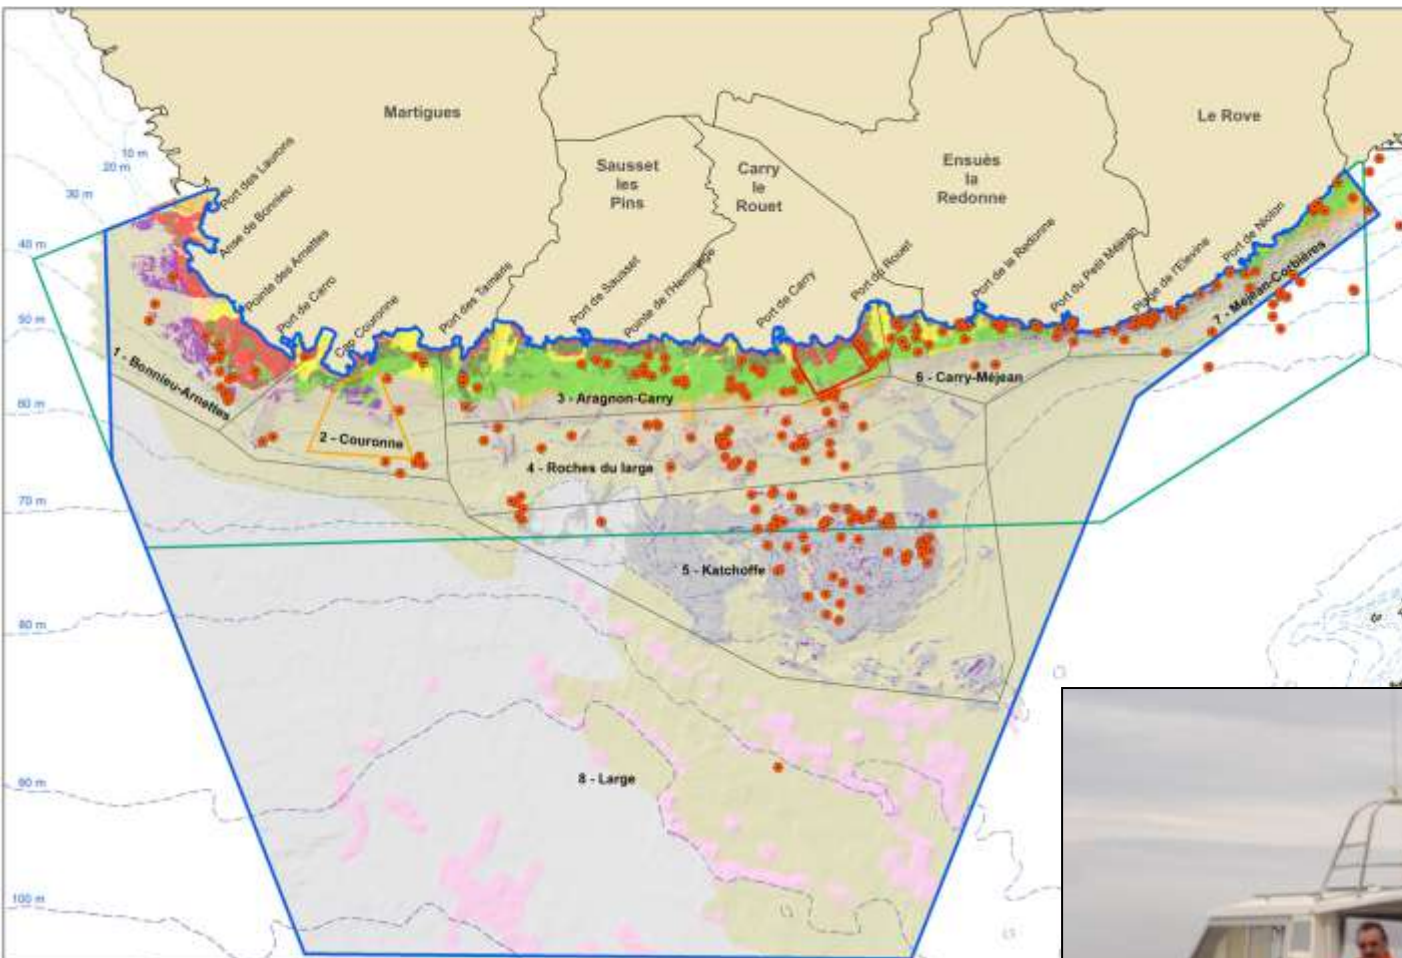 Martigues
Le Rove
Sausset
les
Pins
Carry
le
Rouet
Ensuès
la
Redonne
10 m
20 m
30 m
40 m
50 m
60 m
70 m
80 m
90 m
100 m
Port des Laurons
Anse de Bonnieu
Pointe des Arnettes
Port de Carro
Cap Couronne
Port des Tamaris
Port de Sausset
Pointe de l'Hermitage
Port de Carry
Port du Rouet
Port de la Redonne
Port du Petit Méjean
Plage de l'Elevine
Port de Niolon
1 - Bonnieu-Arnettes
2 - Couronne
3 - Aragnon-Carry
4 - Roches du large
5 - Katchoffe
6 - Carry-Méjean
7 - Méjean-Corbières
8 - Large